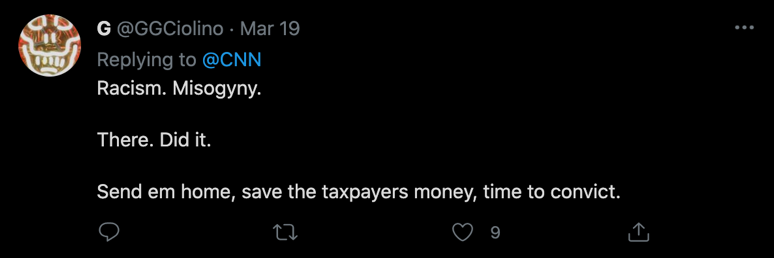 G @GGCiolino · Mar 19
Replying to @CNN
Racism. Misogyny.
There. Did it.
Send em home, save the taxpayers money, time to convict.
9